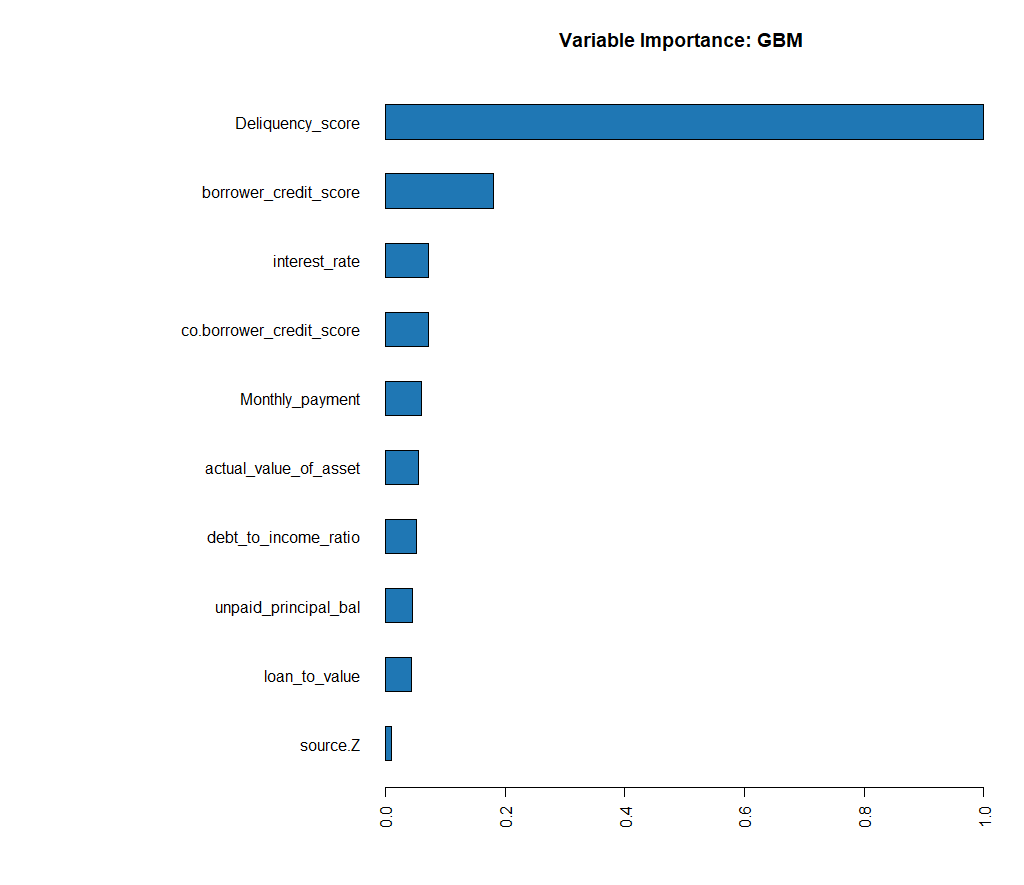 Variable Importance: GBM
Deliquency_score
borrower_credit_score
interest_rate
co.borrower_credit_score
Monthly_payment
actual_value_of_asset
debt_to_income_ratio
unpaid_principal_bal
loan_to_value
source.Z
0.0 0.2 0.4 0.6 0.8 1.0